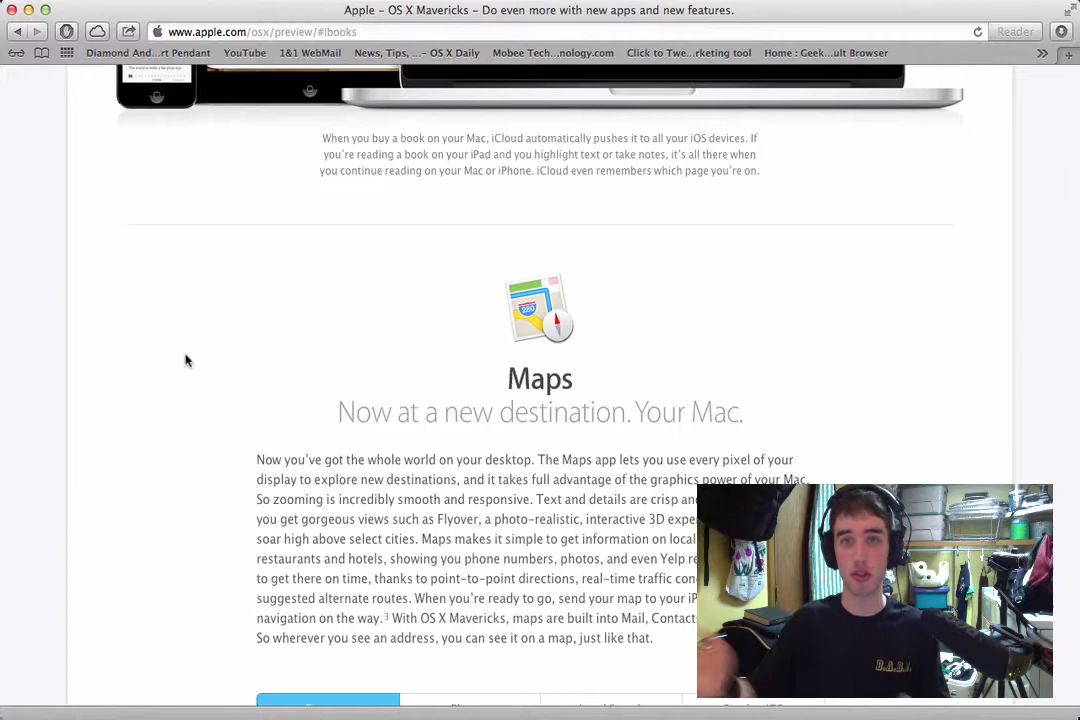 Apple - OS X Mavericks - Do even more with new apps and new features.
www.apple.com/osx/preview/#ibooks
Reader
Diamond And...rt Pendant YouTube 1&1 WebMail News, Tips, ... - OS X Daily Mobee Tech...nology.com Click to Twe...rketing tool Home : Geek...ult Browser
When you buy a book on your Mac, iCloud automatically pushes it to all your iOS devices. If
you're reading a book on your iPad and you highlight text or take notes, it's all there when
you continue reading on your Mac or iPhone. iCloud even remembers which page you're on.
280
Maps
Now at a new destination. Your Mac.
Now you've got the whole world on your desktop. The Maps app lets you use every pixel of your
display to explore new destinations, and it takes full advantage of the graphics power of your Mac.
So zooming is incredibly smooth and responsive. Text and details are crisp and
you get gorgeous views such as Flyover, a photo-realistic, interactive 3D exper
soar high above select cities. Maps makes it simple to get information on local
restaurants and hotels, showing you phone numbers, photos, and even Yelp re
to get there on time, thanks to point-to-point directions, real-time traffic con
suggested alternate routes. When you're ready to go, send your map to your iP
navigation on the way.³ With OS X Mavericks, maps are built into Mail, Contact
So wherever you see an address, you can see it on a map, just like that.